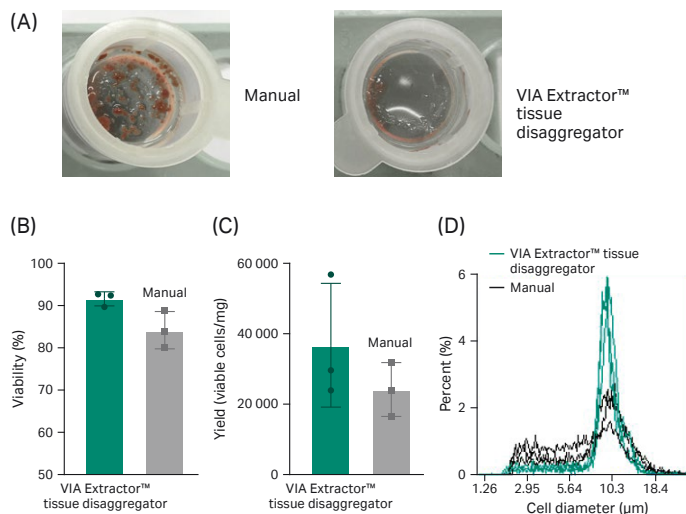 (A)
Manual
VIA Extractor™
tissue
disaggregator
(B)
Viability (%)
100
90
80
70
60
50
Manual
VIA Extractor™
tissue disaggregator
(C)
Yield (viable cells/mg)
60 000
40 000
20 000
0
Manual
VIA Extractor™
tissue disaggregator
(D)
VIA Extractor™ tissue
disaggregator
Manual
Percent (%)
6
4
2
0
1.26 2.95 5.64 10.3 18.4
Cell diameter (µm)